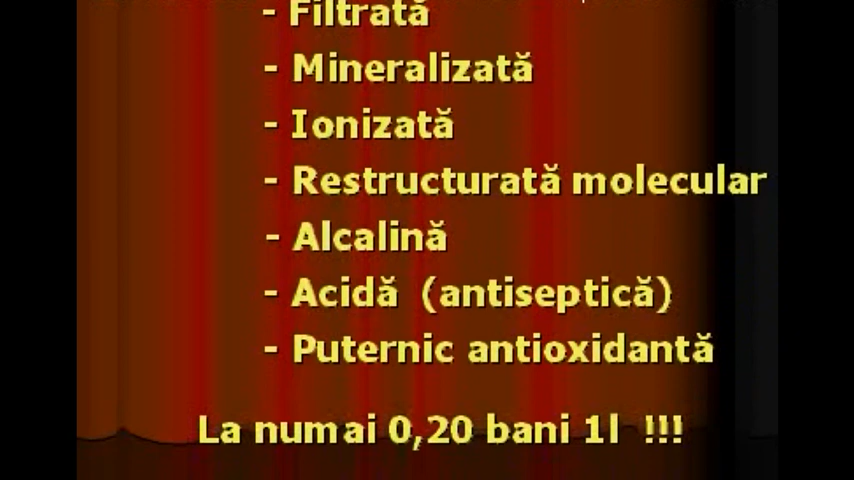 - Filtrată
- Mineralizată
- Ionizată
- Restructurată molecular
- Alcalină
- Acidă (antiseptică)
- Puternic antioxidantă
La numai 0,20 bani 1l !!!